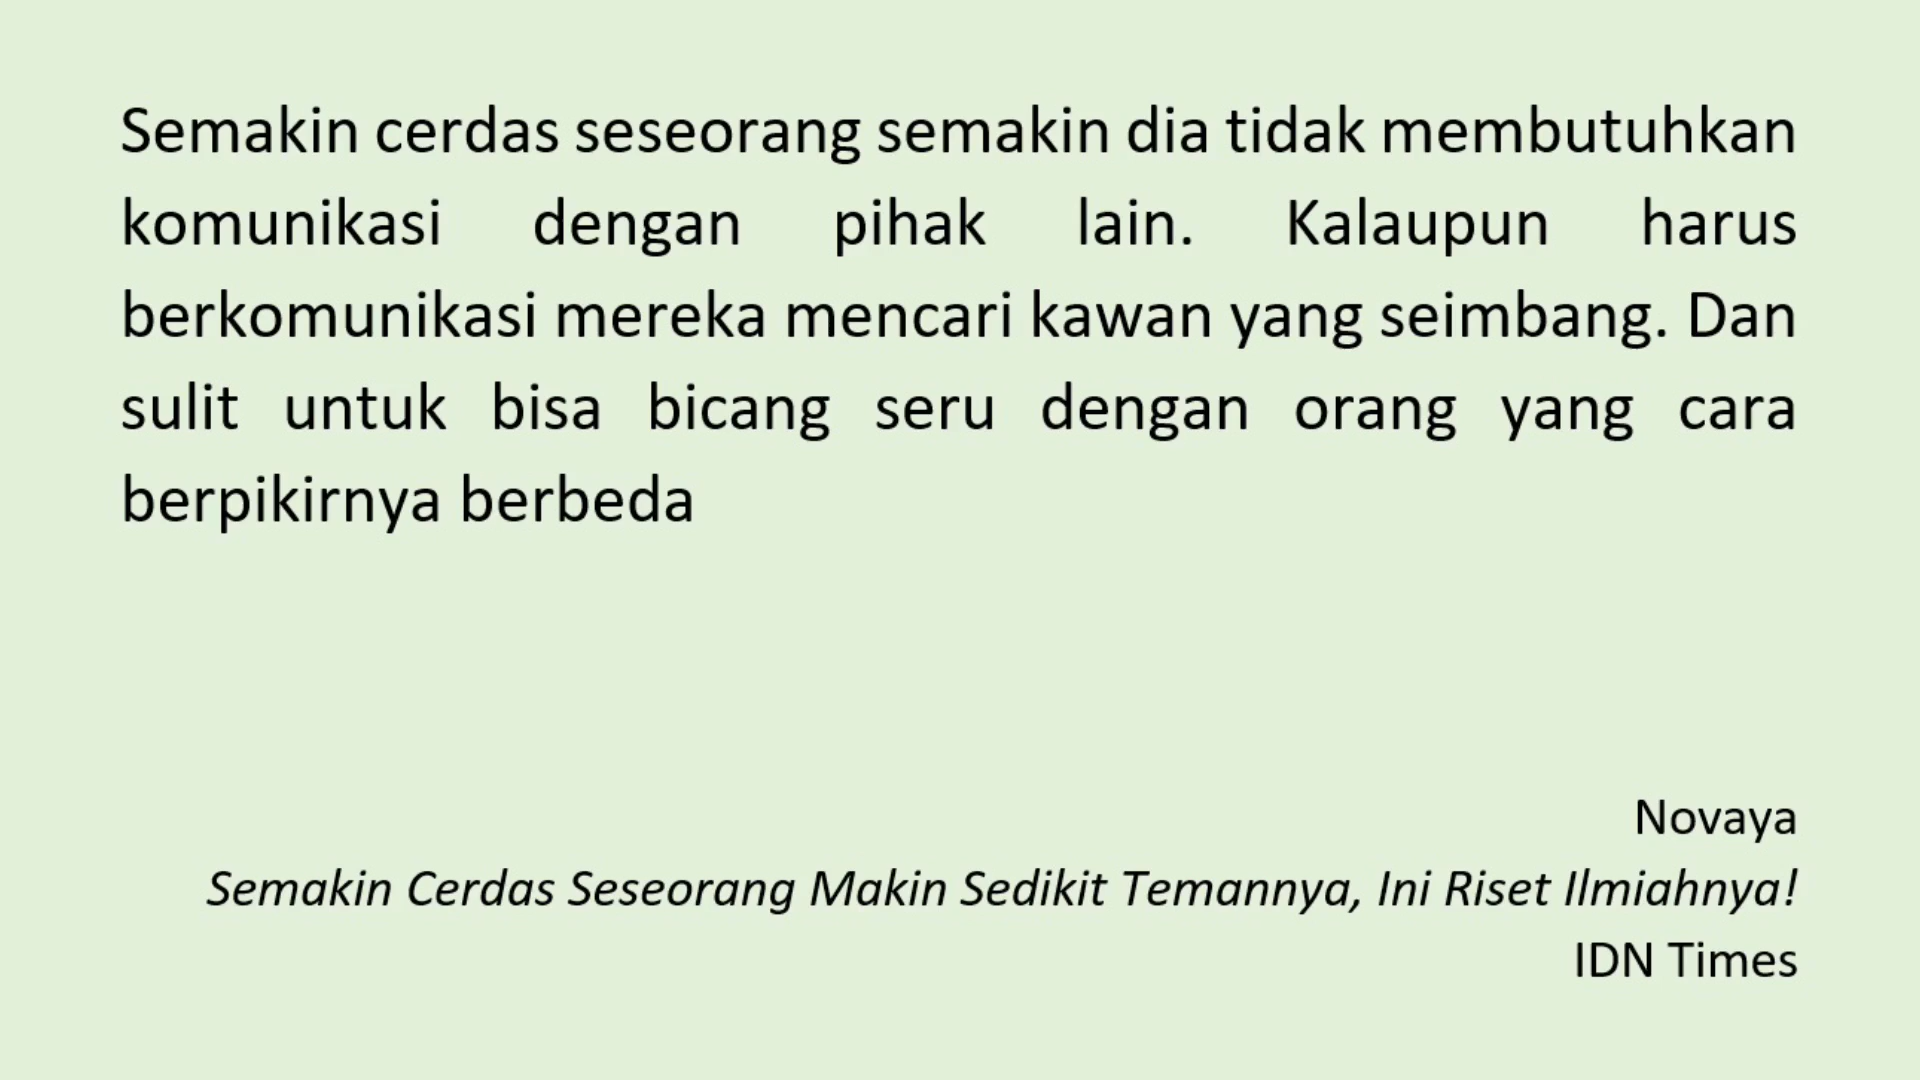 Semakin cerdas seseorang semakin dia tidak membutuhkan
komunikasi dengan pihak lain. Kalaupun harus
berkomunikasi mereka mencari kawan yang seimbang. Dan
sulit untuk bisa bicang seru dengan orang yang cara
berpikirnya berbeda
Novaya
Semakin Cerdas Seseorang Makin Sedikit Temannya, Ini Riset Ilmiahnya!
IDN Times